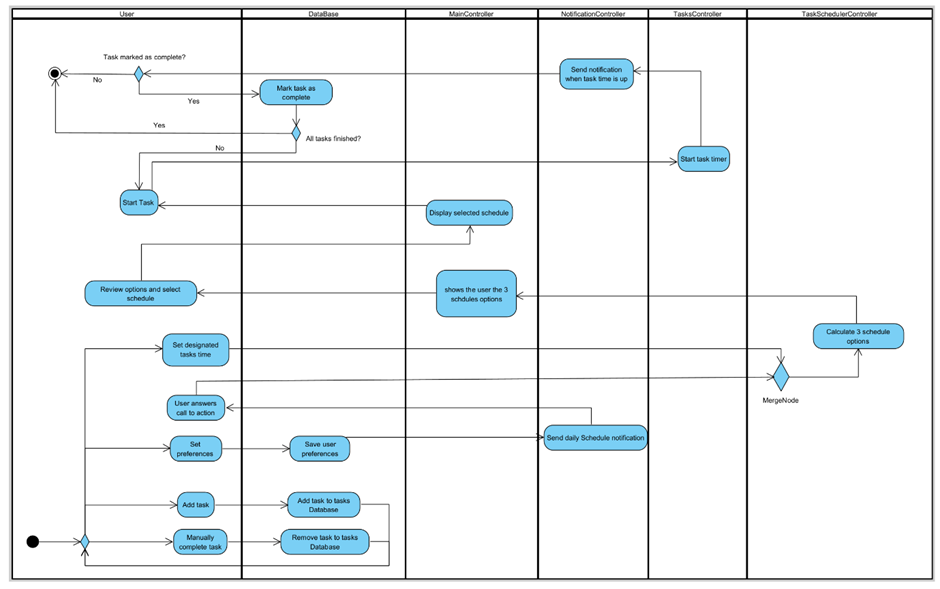 User
DataBase
MainController
NotificationController
TasksController
TaskSchedulerController
Task marked as complete?
No
Yes
Mark task as
complete
Send notification
when task time is up
Yes
All tasks finished?
No
Start task timer
Start Task
Display selected schedule
Review options and select
schedule
shows the user the 3
schdules options
Calculate 3 schedule
options
Set designated
tasks time
MergeNode
User answers
call to action
Send daily Schedule notification
Set
preferences
Save user
preferences
Add task
Add task to tasks
Database
Manually
complete task
Remove task to tasks
Database